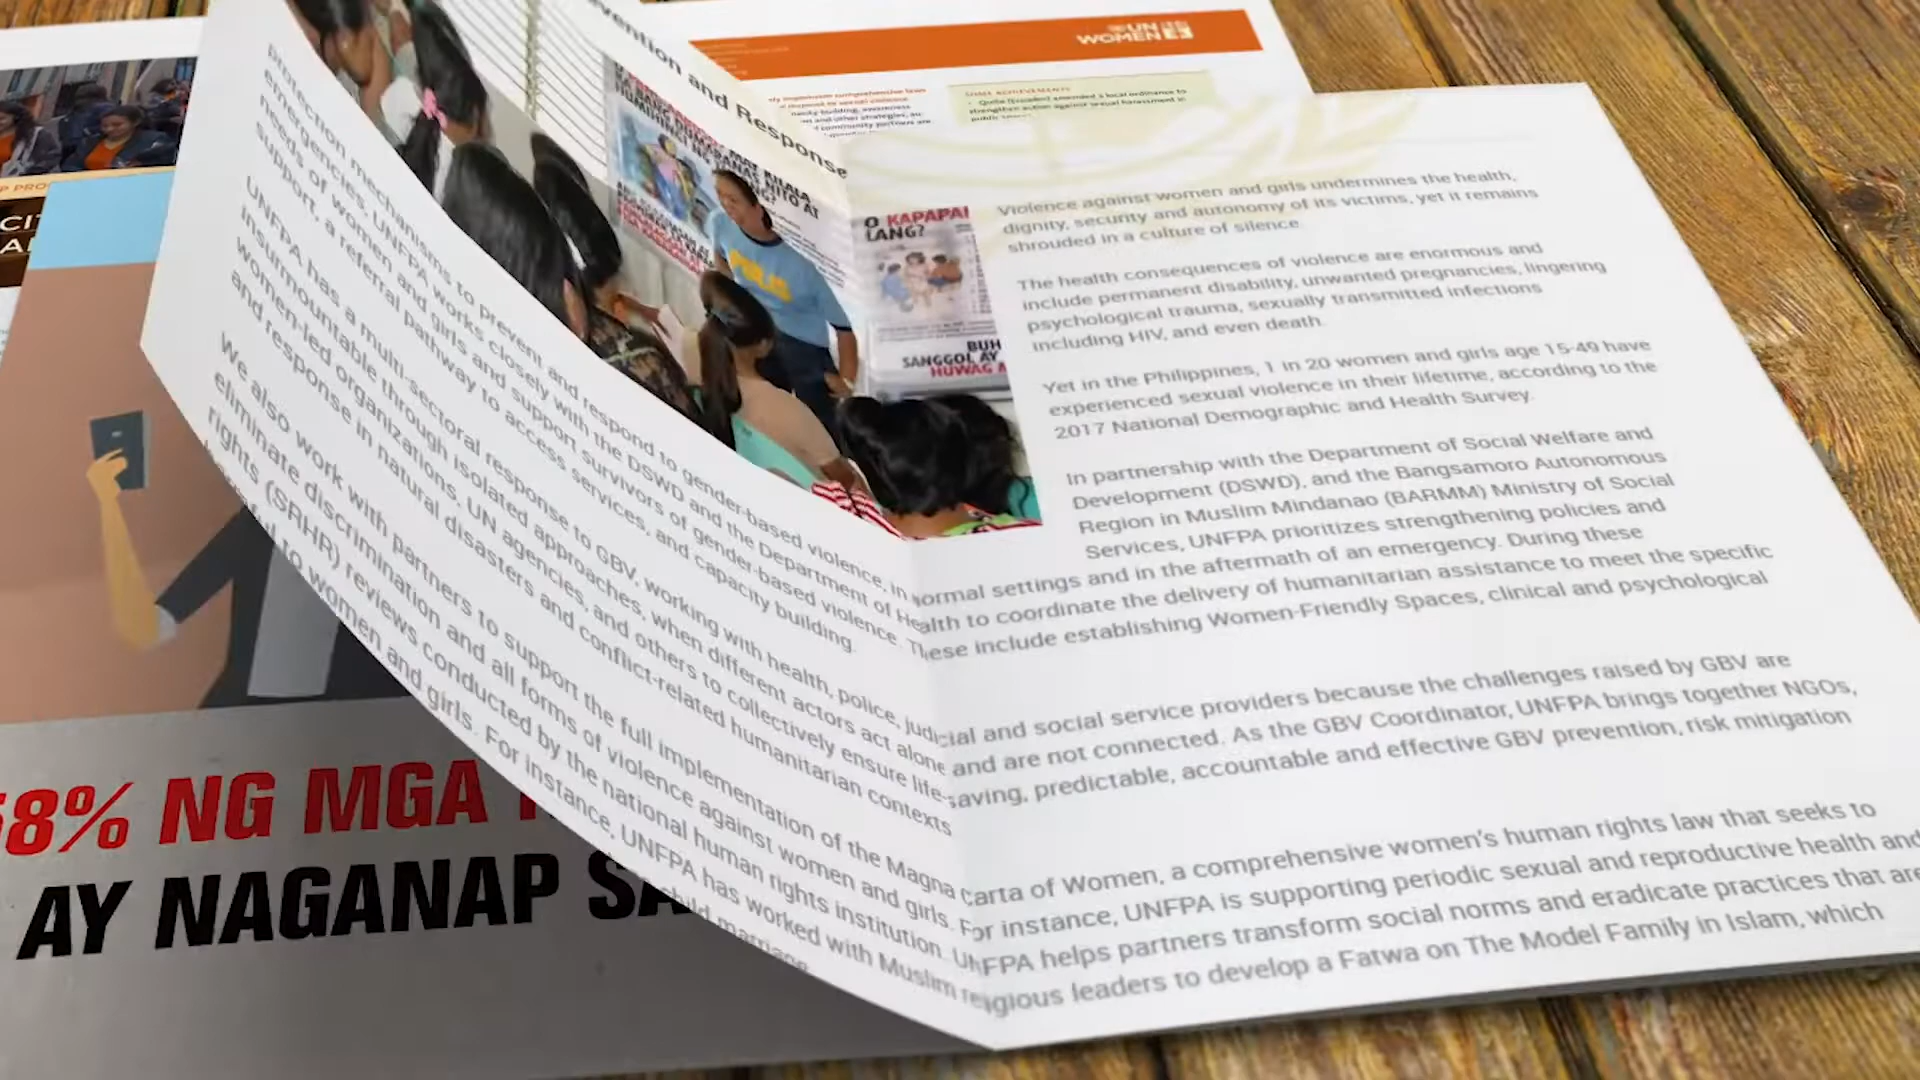 UN WOMEN
Prevention and Response
Violence against women and girls undermines the health,
dignity, security and autonomy of its victims, yet it remains
shrouded in a culture of silence.
The health consequences of violence are enormous and
include permanent disability, unwanted pregnancies, lingering
psychological trauma, sexually transmitted infections
including HIV, and even death.
Yet in the Philippines, 1 in 20 women and girls age 15-49 have
experienced sexual violence in their lifetime, according to the
2017 National Demographic and Health Survey.
In partnership with the Department of Social Welfare and
Development (DSWD), and the Bangsamoro Autonomous
Region in Muslim Mindanao (BARMM) Ministry of Social
Services, UNFPA prioritizes strengthening policies and
protection mechanisms to prevent and respond to gender-based violence, in normal settings and in the aftermath of an emergency. During these
emergencies, UNFPA works closely with the DSWD and the Department of Health to coordinate the delivery of humanitarian assistance to meet the specific
needs of women and girls and support survivors of gender-based violence. These include establishing Women-Friendly Spaces, clinical and psychological
support, a referral pathway to access services, and capacity building.
UNFPA has a multi-sectoral response to GBV, working with health, police, judicial and social service providers because the challenges raised by GBV are
insurmountable through isolated approaches, when different actors act alone and are not connected. As the GBV Coordinator, UNFPA brings together NGOs,
women-led organizations, UN agencies, and others to collectively ensure life-saving, predictable, accountable and effective GBV prevention, risk mitigation
and response in natural disasters and conflict-related humanitarian contexts
We also work with partners to support the full implementation of the Magna Carta of Women, a comprehensive women's human rights law that seeks to
eliminate discrimination and all forms of violence against women and girls. For instance, UNFPA is supporting periodic sexual and reproductive health and
rights (SRHR) reviews conducted by the national human rights institution. UNFPA helps partners transform social norms and eradicate practices that are
to women and girls. For instance, UNFPA has worked with Muslim religious leaders to develop a Fatwa on The Model Family in Islam, which
child marriage
O KAPAPA
LANG?
BUH
SANGGOL AY
HUWAG
58% NG MGA
AY NAGANAP SA